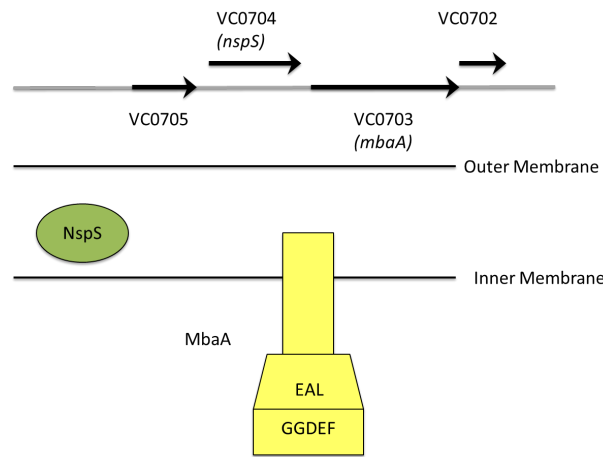 VC0704
(nspS)
VC0702
VC0705
VC0703
(mbaA)
Outer Membrane
NspS
Inner Membrane
MbaA
EAL
GGDEF